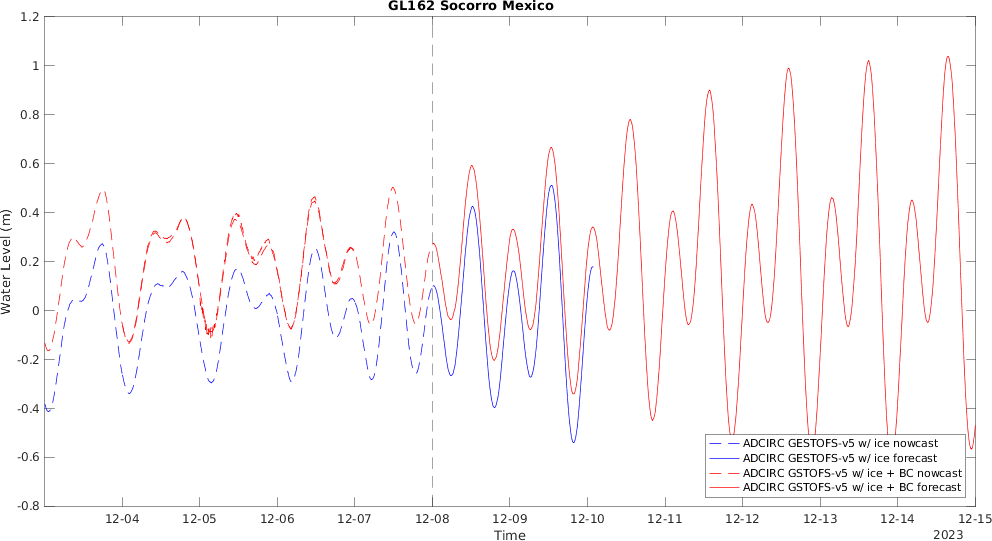 GL162 Socorro Mexico
1.2
1
0.8
0.6
0.4
0.2
0
-0.2
-0.4
-0.6
-0.8
Water Level (m)
ADCIRC GESTOFS-v5 w/ ice nowcast
ADCIRC GESTOFS-v5 w/ ice forecast
ADCIRC GSTOFS-v5 w/ ice + BC nowcast
ADCIRC GSTOFS-v5 w/ ice + BC forecast
12-04 12-05 12-06 12-07 12-08 12-09 12-10 12-11 12-12 12-13 12-14 12-15
Time
2023